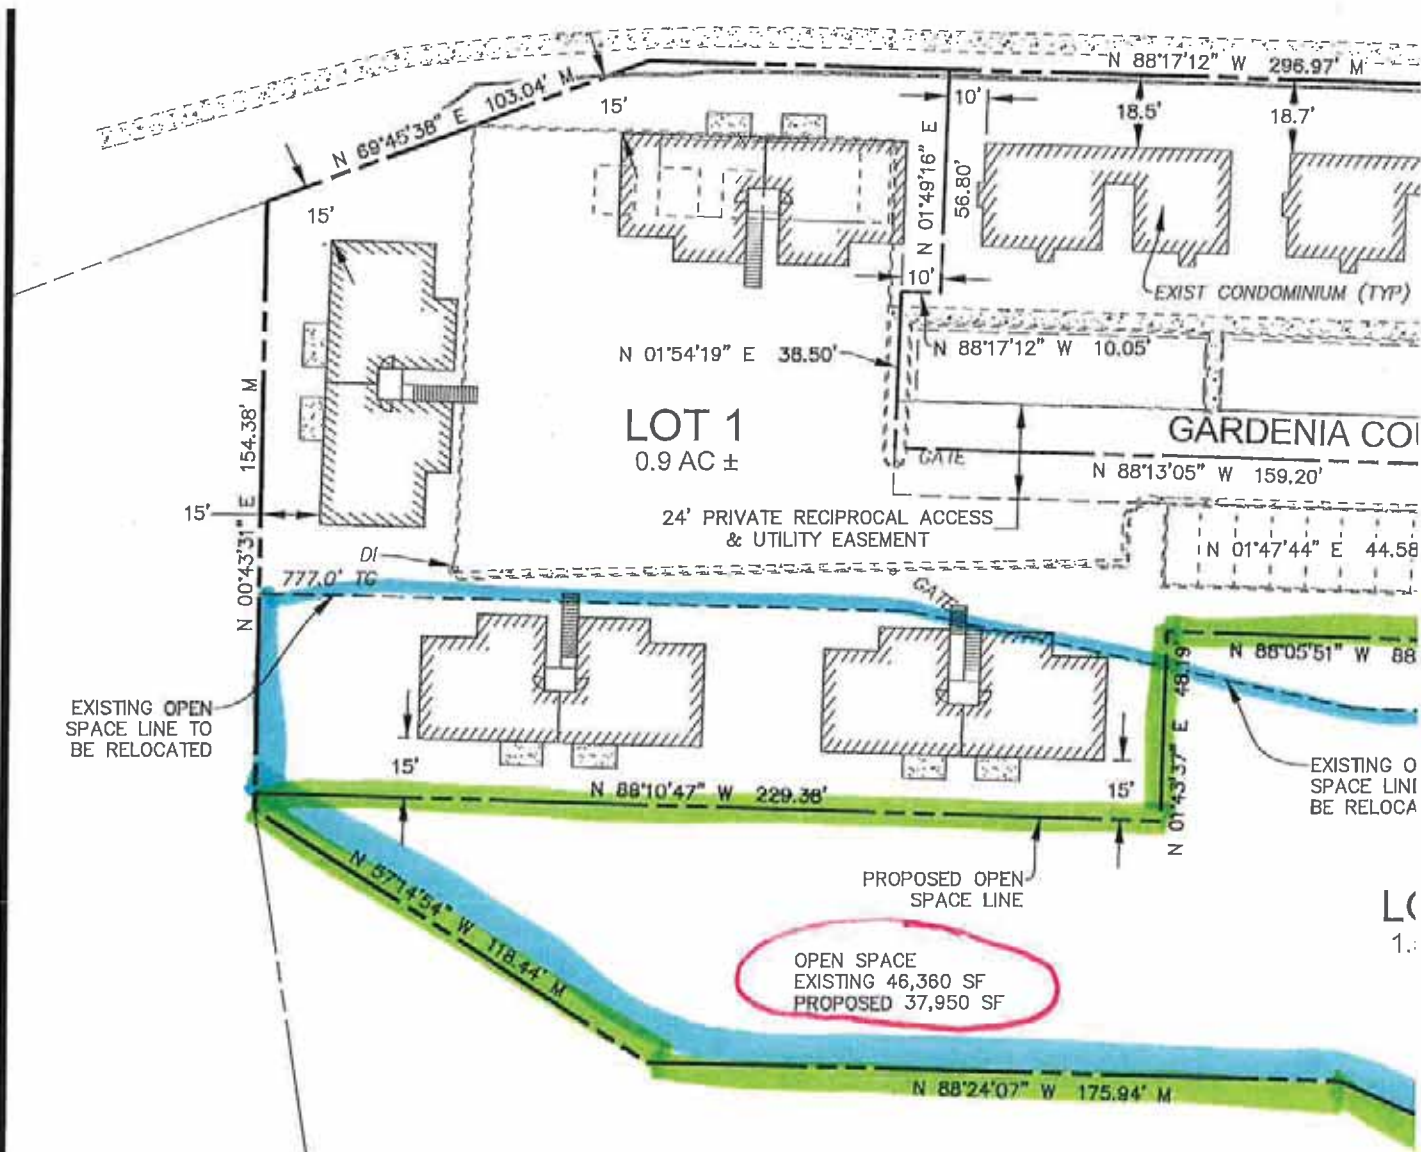 N 88°17'12" W 296.97' M
N 69°45'38" E 103.04' M
15'
10'
18.5'
18.7'
N 01°49'16" E
56.80'
15'
10'
EXIST CONDOMINIUM (TYP)
N 01°54'19" E 38.50'
N 88°17'12" W 10.05'
LOT 1
0.9 AC ±
GARDENIA COU
GATE
N 88°13'05" W 159.20'
N 00°43'31" E 154.38' M
15'
24' PRIVATE RECIPROCAL ACCESS
& UTILITY EASEMENT
N 01°47'44" E 44.58
DI
777.0' TG
GATE
N 88°05'51" W 88
N 01°43'37" E 48.19'
EXISTING OPEN
SPACE LINE TO
BE RELOCATED
15'
N 88°10'47" W 229.38'
15'
EXISTING O
SPACE LINE
BE RELOCA
PROPOSED OPEN
SPACE LINE
N 57°14'54" W 118.44' M
LO
1.
OPEN SPACE
EXISTING 46,360 SF
PROPOSED 37,950 SF
N 88°24'07" W 175.94' M